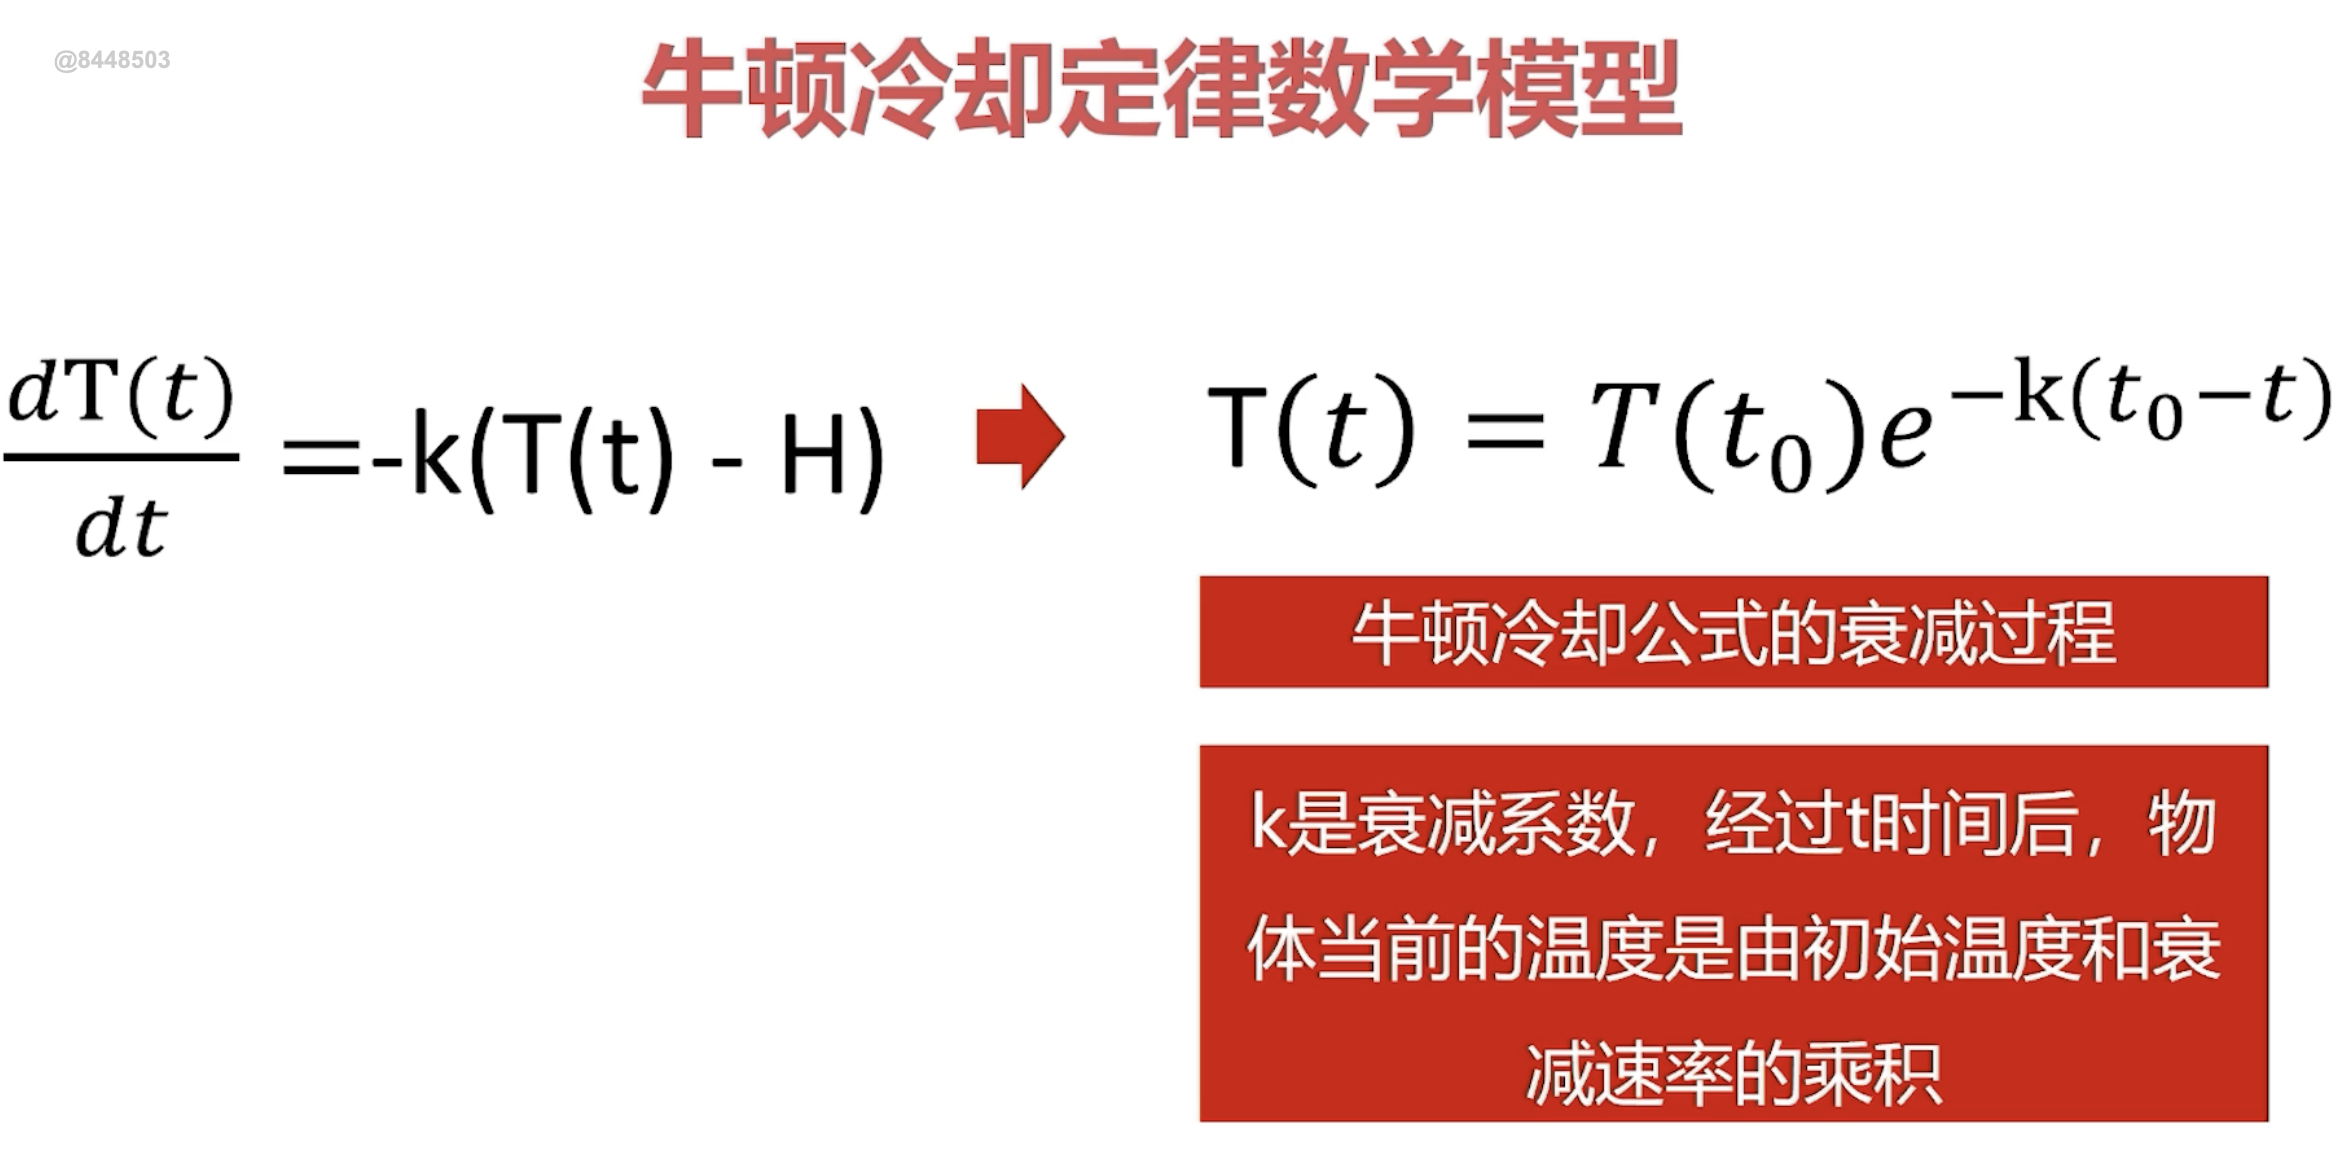 @8448503
牛顿冷却定律数学模型
dT(t)/dt =-k(T(t) - H)
T(t) = T(t₀)e^{−k(t₀−t)}
牛顿冷却公式的衰减过程
k是衰减系数，经过t时间后，物
体当前的温度是由初始温度和衰
减速率的乘积